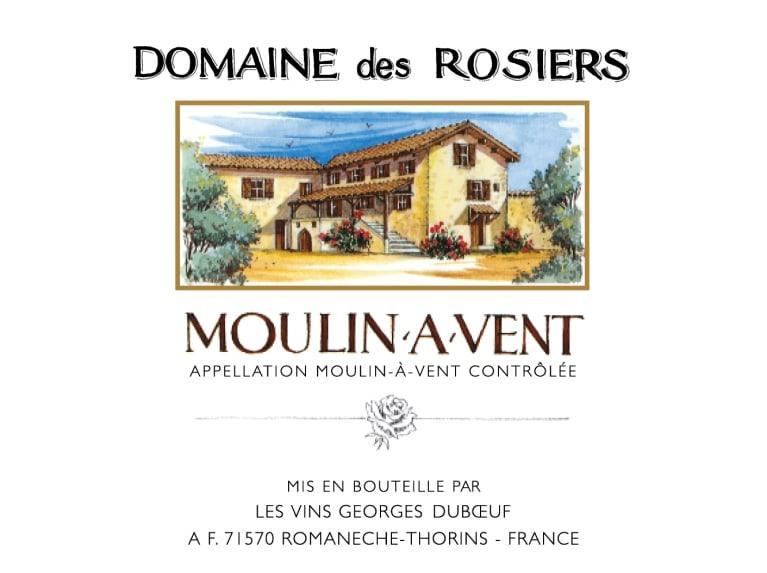 DOMAINE des ROSIERS
MOULIN-A-VENT
APPELLATION MOULIN-À-VENT CONTRÔLÉE
MIS EN BOUTEILLE PAR
LES VINS GEORGES DUBŒUF
A F. 71570 ROMANECHE-THORINS - FRANCE